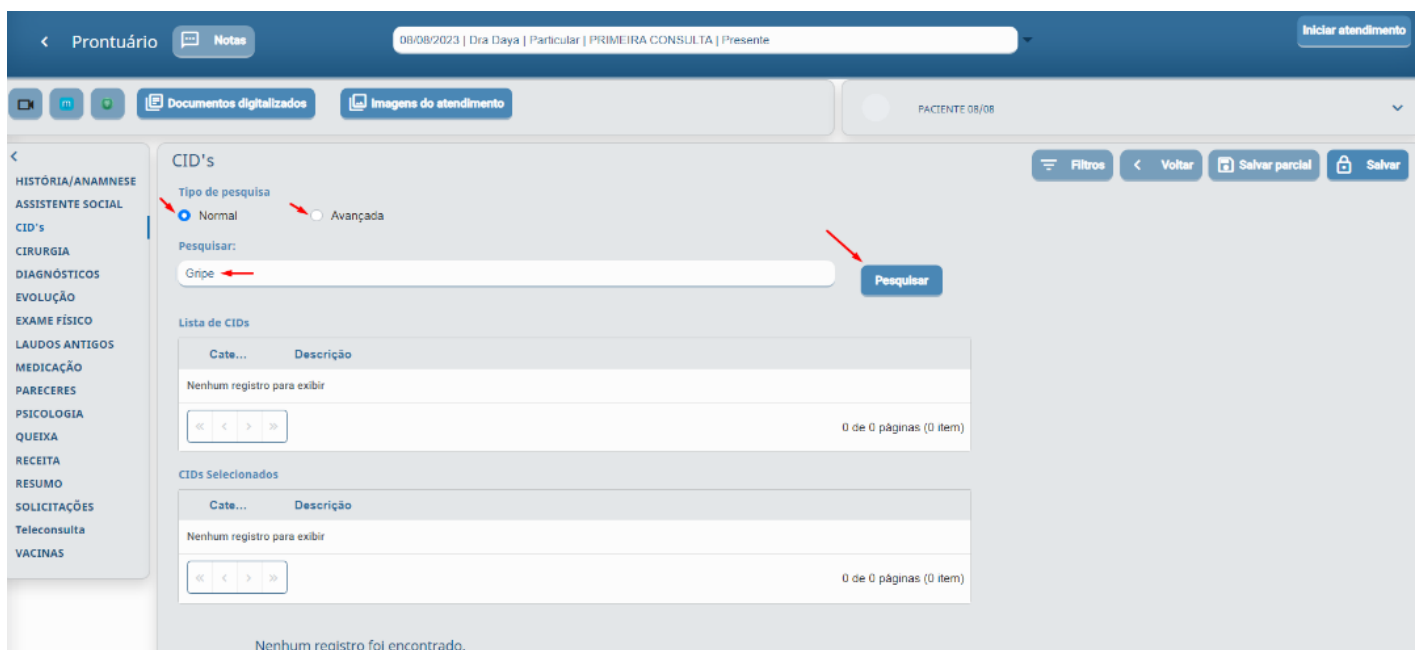 Prontuário
Notas
08/08/2023 | Dra Daya | Particular | PRIMEIRA CONSULTA | Presente
Iniciar atendimento
Documentos digitalizados
Imagens do atendimento
PACIENTE 08/08
HISTÓRIA/ANAMNESE
ASSISTENTE SOCIAL
CID's
CIRURGIA
DIAGNÓSTICOS
EVOLUÇÃO
EXAME FÍSICO
LAUDOS ANTIGOS
MEDICAÇÃO
PARECERES
PSICOLOGIA
QUEIXA
RECEITA
RESUMO
SOLICITAÇÕES
Teleconsulta
VACINAS
CID's
Filtros
Voltar
Salvar parcial
Salvar
Tipo de pesquisa
Normal
Avançada
Pesquisar:
Gripe
Pesquisar
Lista de CIDs
Cate... Descrição
Nenhum registro para exibir
0 de 0 páginas (0 item)
CIDs Selecionados
Cate... Descrição
Nenhum registro para exibir
0 de 0 páginas (0 item)
Nenhum registro foi encontrado.